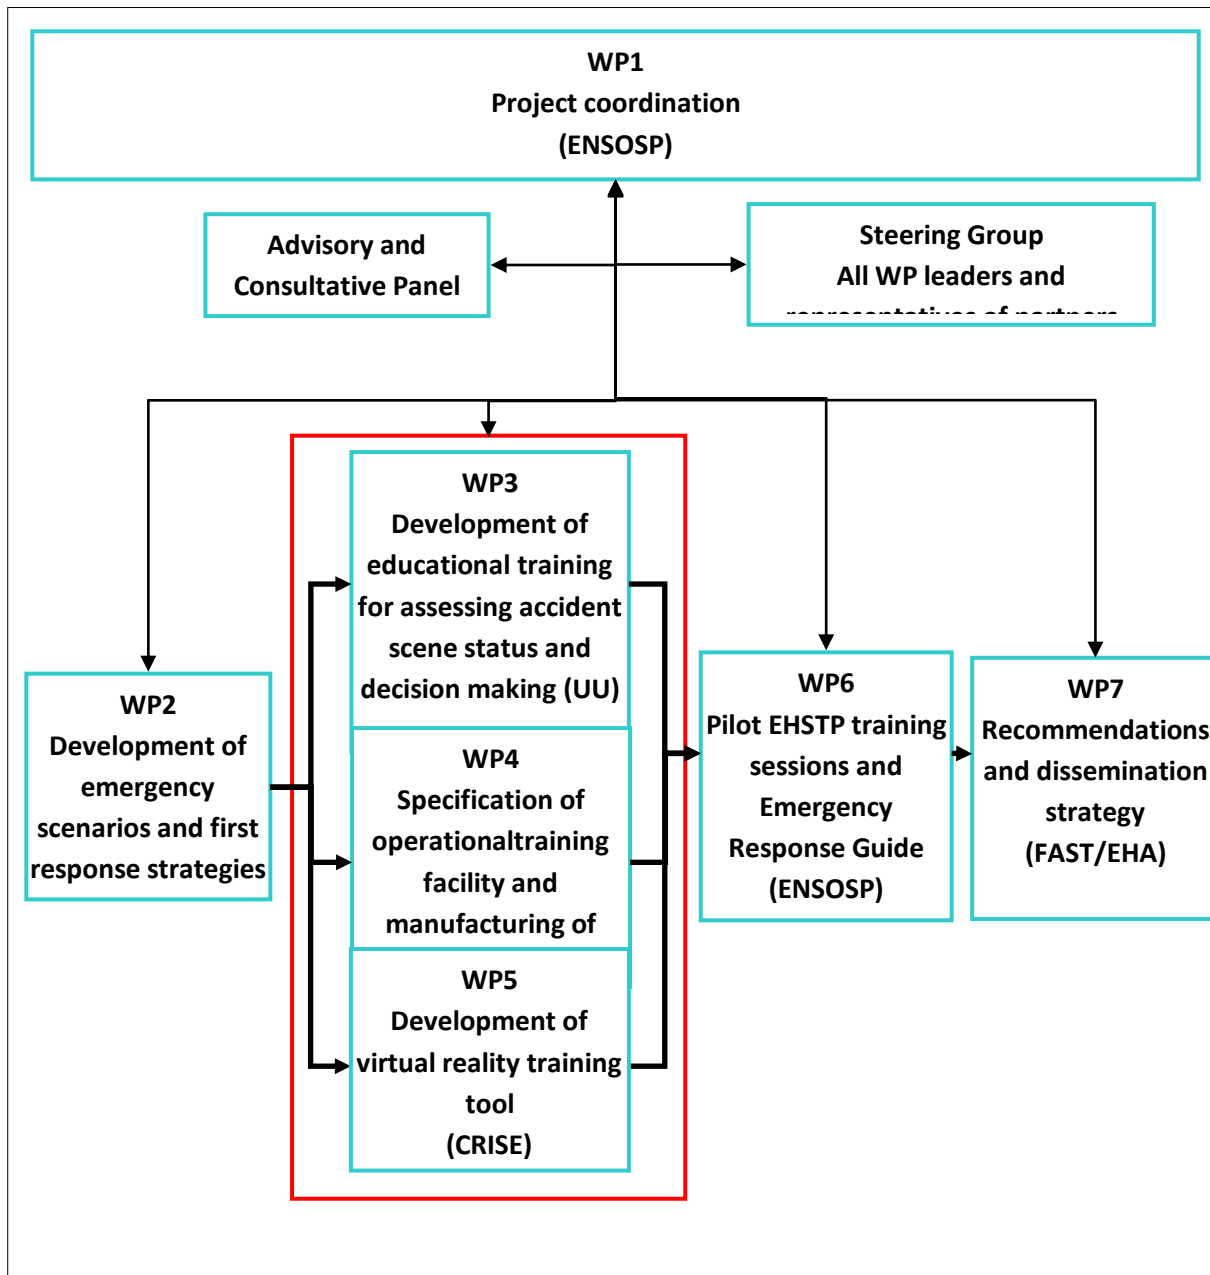 WP1
Project coordination
(ENSOSP)
Advisory and
Consultative Panel
Steering Group
All WP leaders and
representatives of partners
WP3
Development of
educational training
for assessing accident
scene status and
decision making (UU)
WP2
Development of
emergency
scenarios and first
response strategies
WP4
Specification of
operationaltraining
facility and
manufacturing of
WP5
Development of
virtual reality training
tool
(CRISE)
WP6
Pilot EHSTP training
sessions and
Emergency
Response Guide
(ENSOSP)
WP7
Recommendations
and dissemination
strategy
(FAST/EHA)